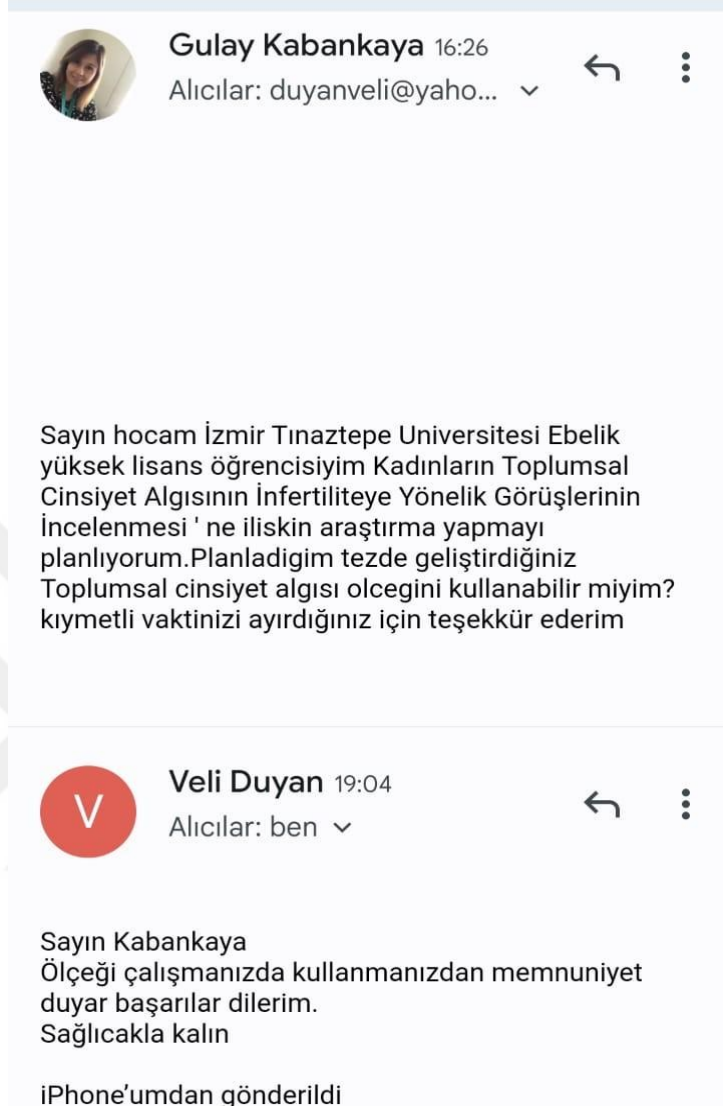 Gulay Kabankaya 16:26
Alıcılar: duyanveli@yaho...
Sayın hocam İzmir Tınaztepe Universitesi Ebelik
yüksek lisans öğrencisiyim Kadınların Toplumsal
Cinsiyet Algısının İnfertiliteye Yönelik Görüşlerinin
İncelenmesi ' ne iliskin araştırma yapmayı
planlıyorum.Planladigim tezde geliştirdiğiniz
Toplumsal cinsiyet algısı olcegini kullanabilir miyim?
kıymetli vaktinizi ayırdığınız için teşekkür ederim
V
Veli Duyan 19:04
Alıcılar: ben
Sayın Kabankaya
Ölçeği çalışmanızda kullanmanızdan memnuniyet
duyar başarılar dilerim.
Sağlıcakla kalın
iPhone’umdan gönderildi